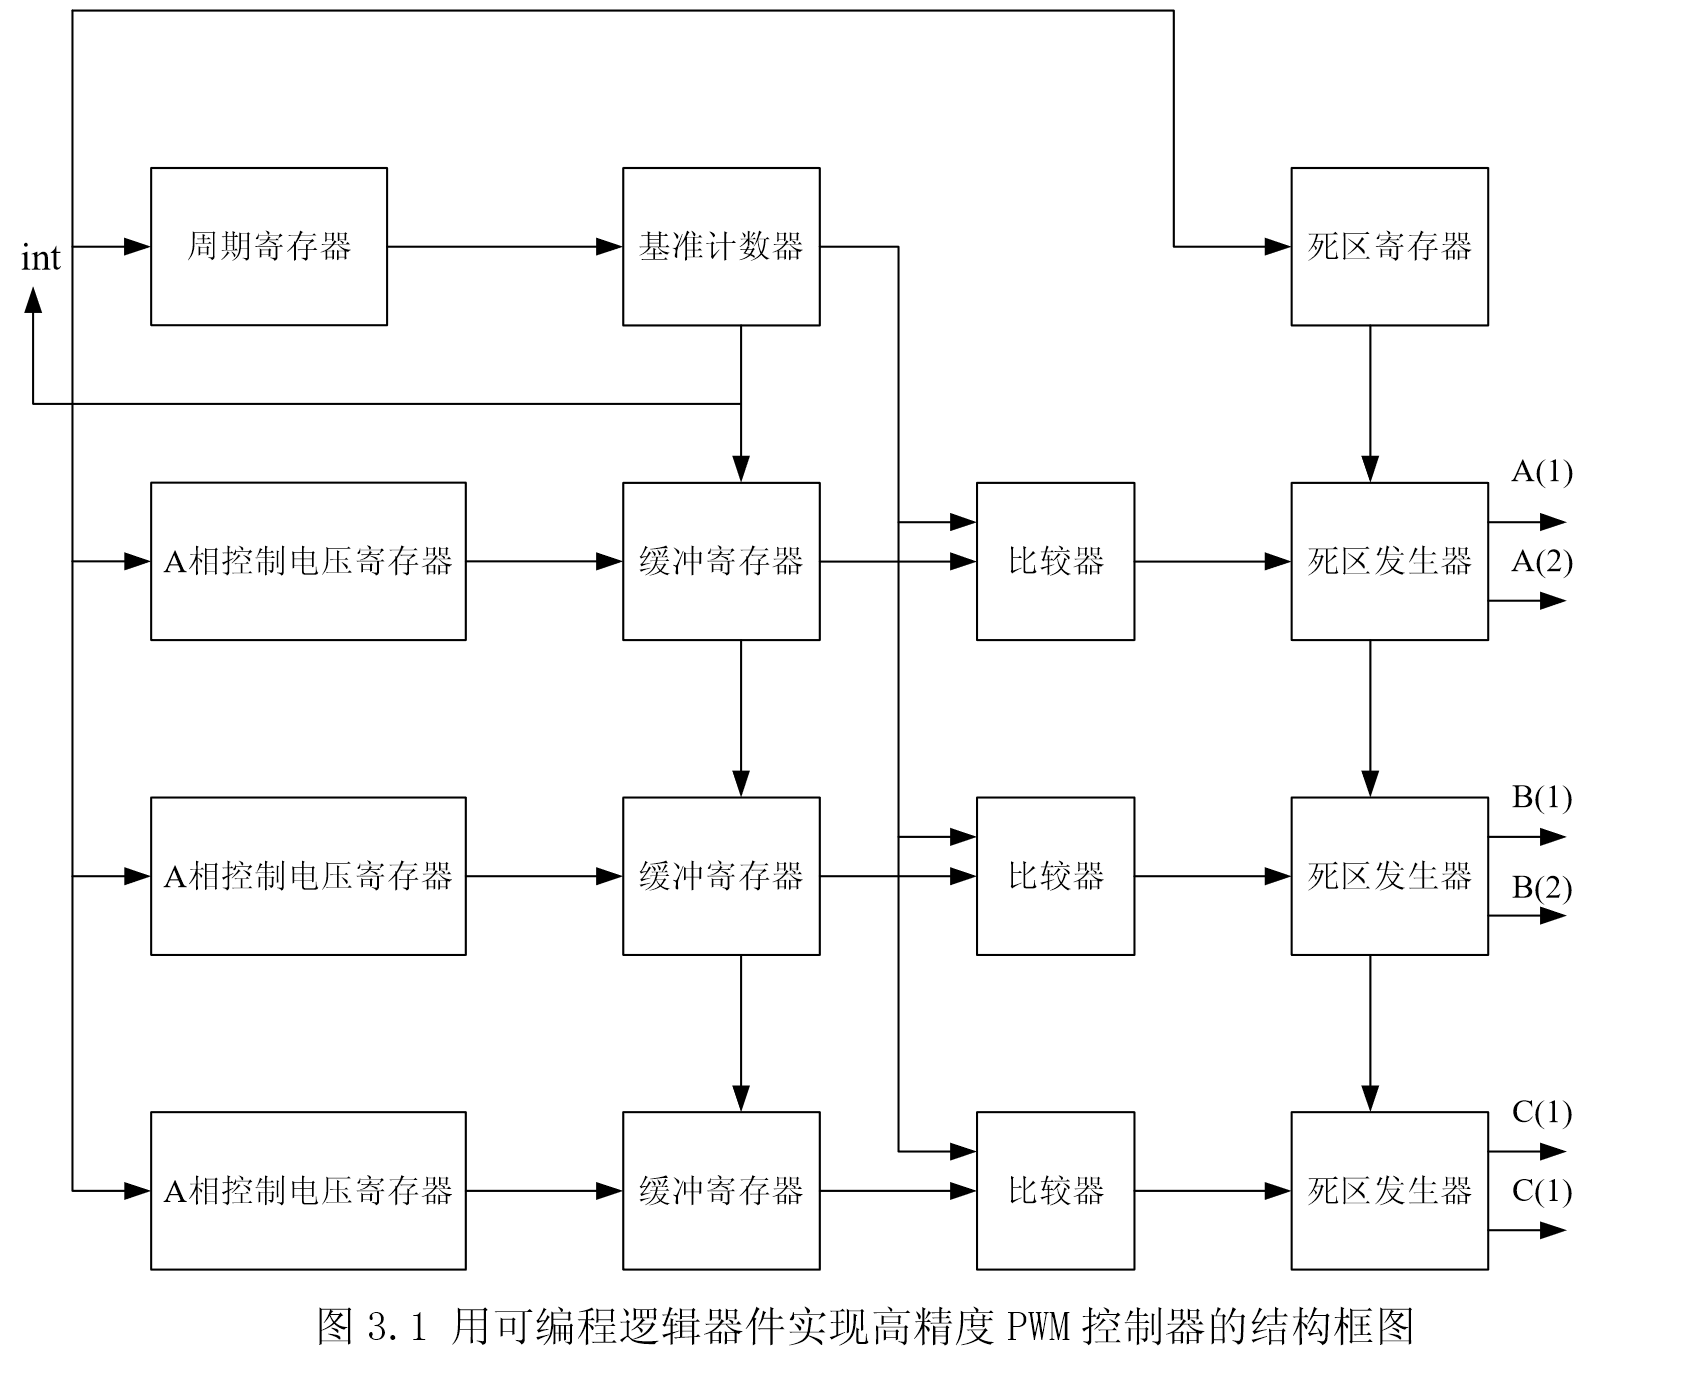 周期寄存器
基准计数器
死区寄存器
int
A相控制电压寄存器
缓冲寄存器
比较器
死区发生器
A(1)
A(2)
A相控制电压寄存器
缓冲寄存器
比较器
死区发生器
B(1)
B(2)
A相控制电压寄存器
缓冲寄存器
比较器
死区发生器
C(1)
C(1)
图 3.1 用可编程逻辑器件实现高精度 PWM 控制器的结构框图